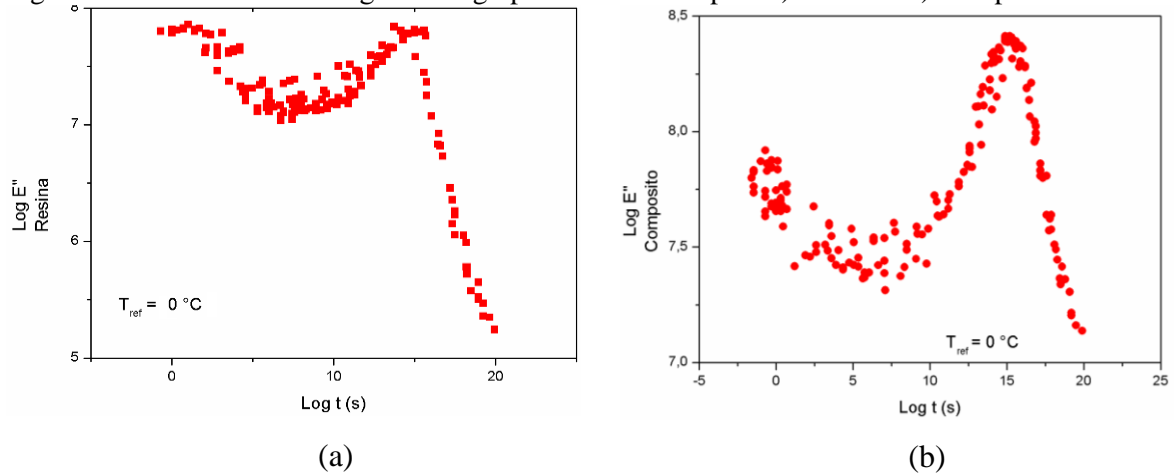 8
7
6
5
Log E"
Resina
T_ref = 0 °C
0 10 20
Log t (s)
(a)
8,5
8,0
7,5
7,0
Log E"
Composito
T_ref = 0 °C
-5 0 5 10 15 20 25
Log t (s)
(b)